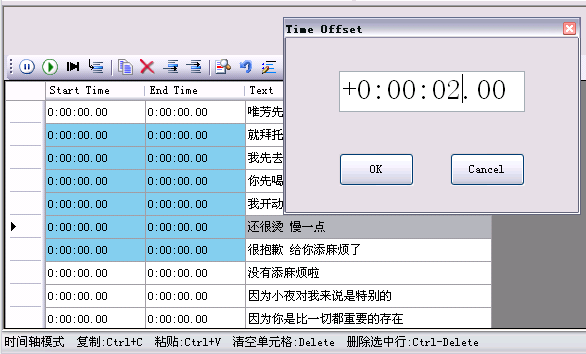 Time Offset
+0:00:02.00
OK Cancel
Start Time End Time Text
0:00:00.00 0:00:00.00 唯芳先
0:00:00.00 0:00:00.00 就拜托
0:00:00.00 0:00:00.00 我先去
0:00:00.00 0:00:00.00 你先喝
0:00:00.00 0:00:00.00 我开动
0:00:00.00 0:00:00.00 还很烫 慢一点
0:00:00.00 0:00:00.00 很抱歉 给你添麻烦了
0:00:00.00 0:00:00.00 没有添麻烦啦
0:00:00.00 0:00:00.00 因为小夜对我来说是特别的
0:00:00.00 0:00:00.00 因为你是比一切都重要的存在
时间轴模式 复制:Ctrl+C 粘贴:Ctrl+V 清空单元格:Delete 删除选中行:Ctrl-Delete